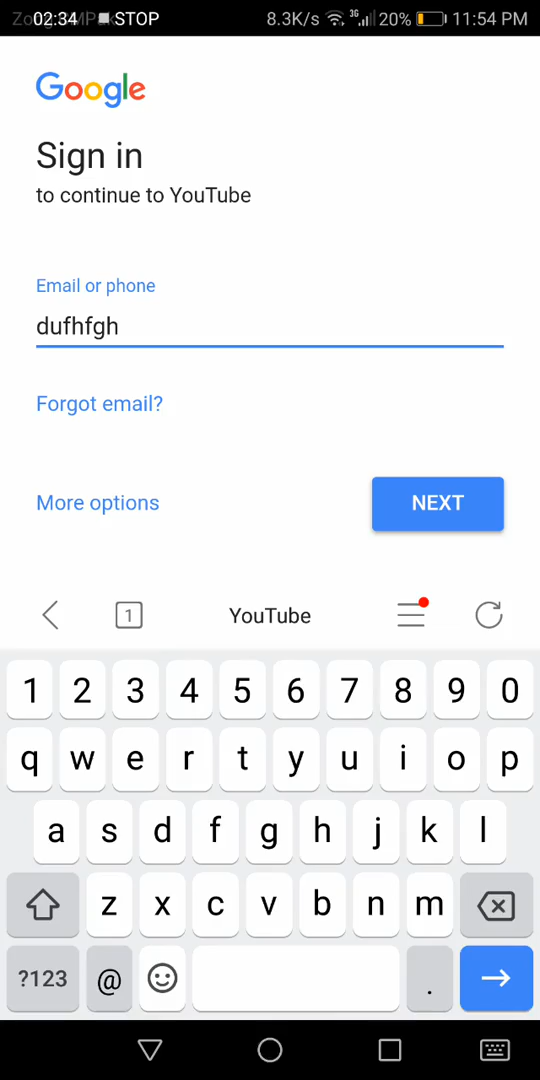 02:34 STOP 8.3K/s 3G 20% 11:54 PM
Google
Sign in
to continue to YouTube
Email or phone
dufhfgh
Forgot email?
More options NEXT
1 YouTube
1 2 3 4 5 6 7 8 9 0
q w e r t y u i o p
a s d f g h j k l
z x c v b n m
?123 @ .